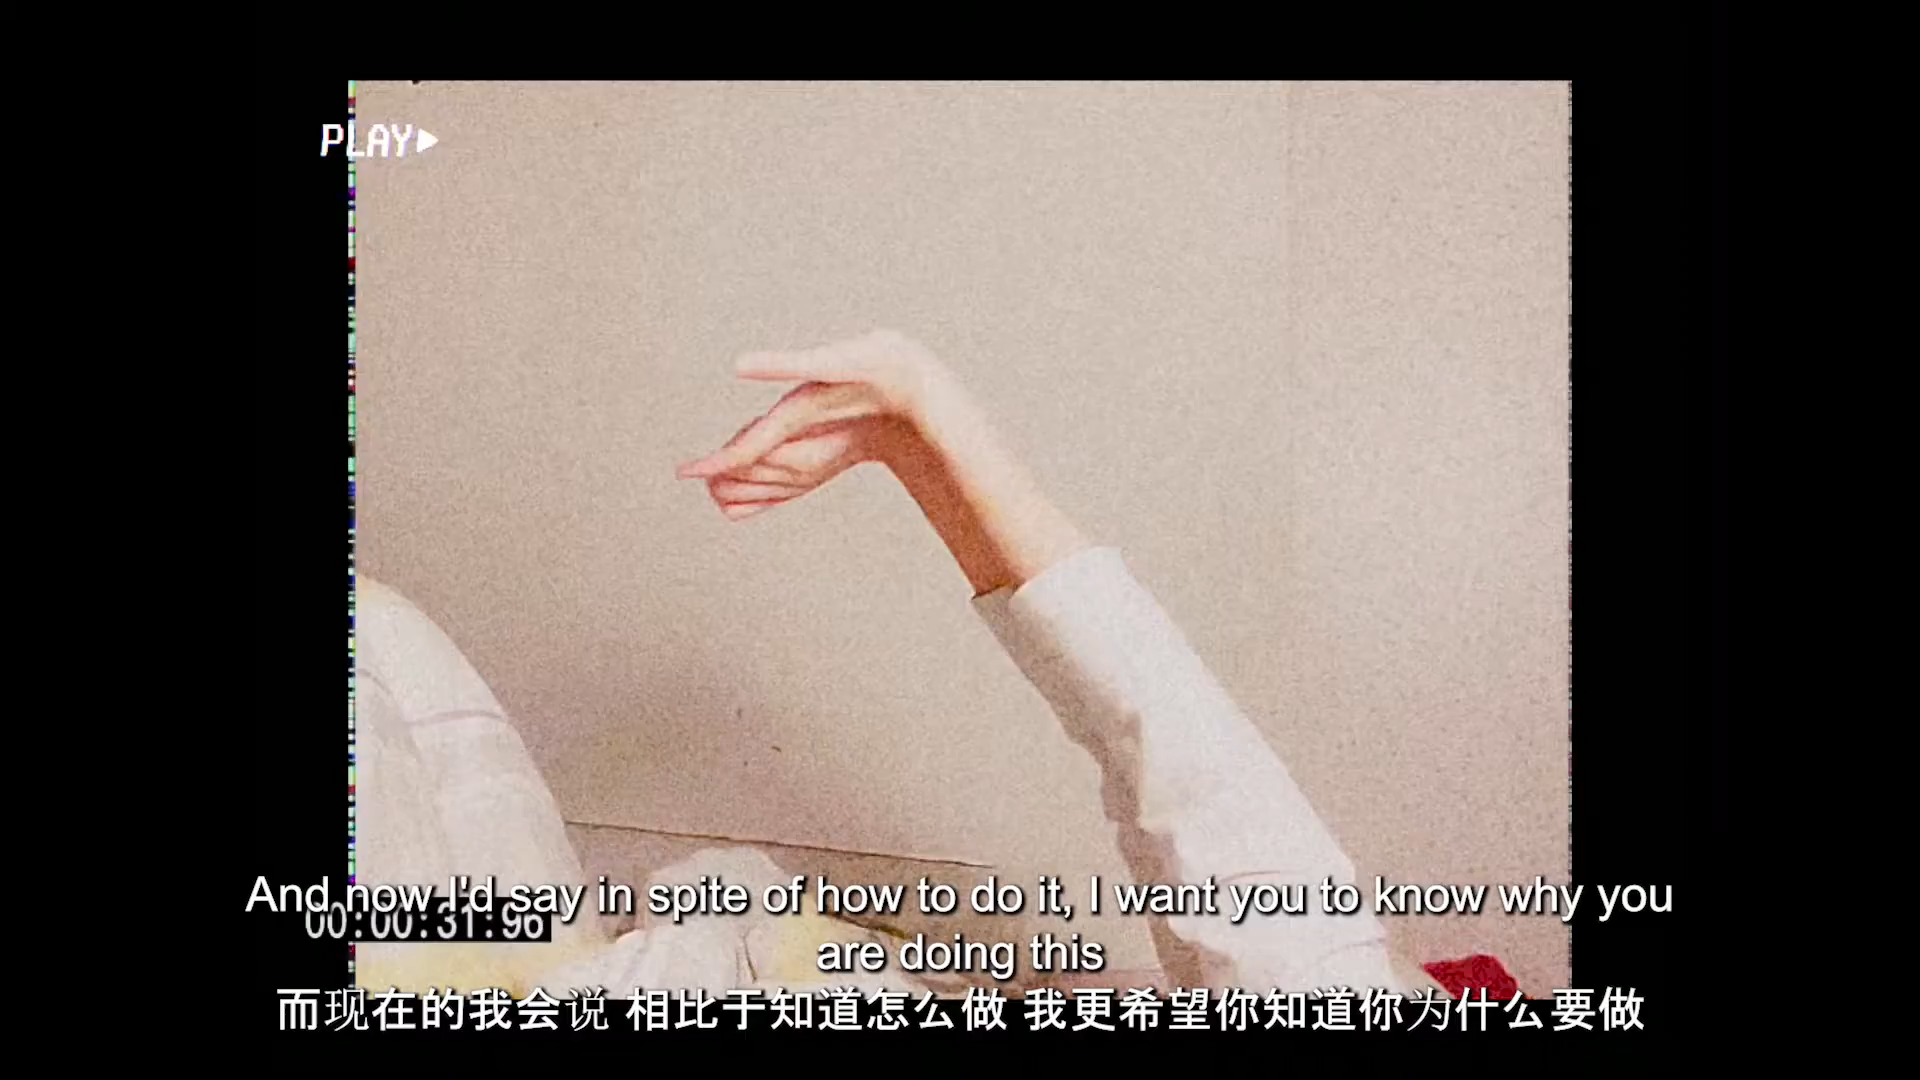 PLAY▶
And now I'd say in spite of how to do it, I want you to know why you
are doing this
00:00:31:96
而现在的我会说 相比于知道怎么做 我更希望你知道你为什么要做